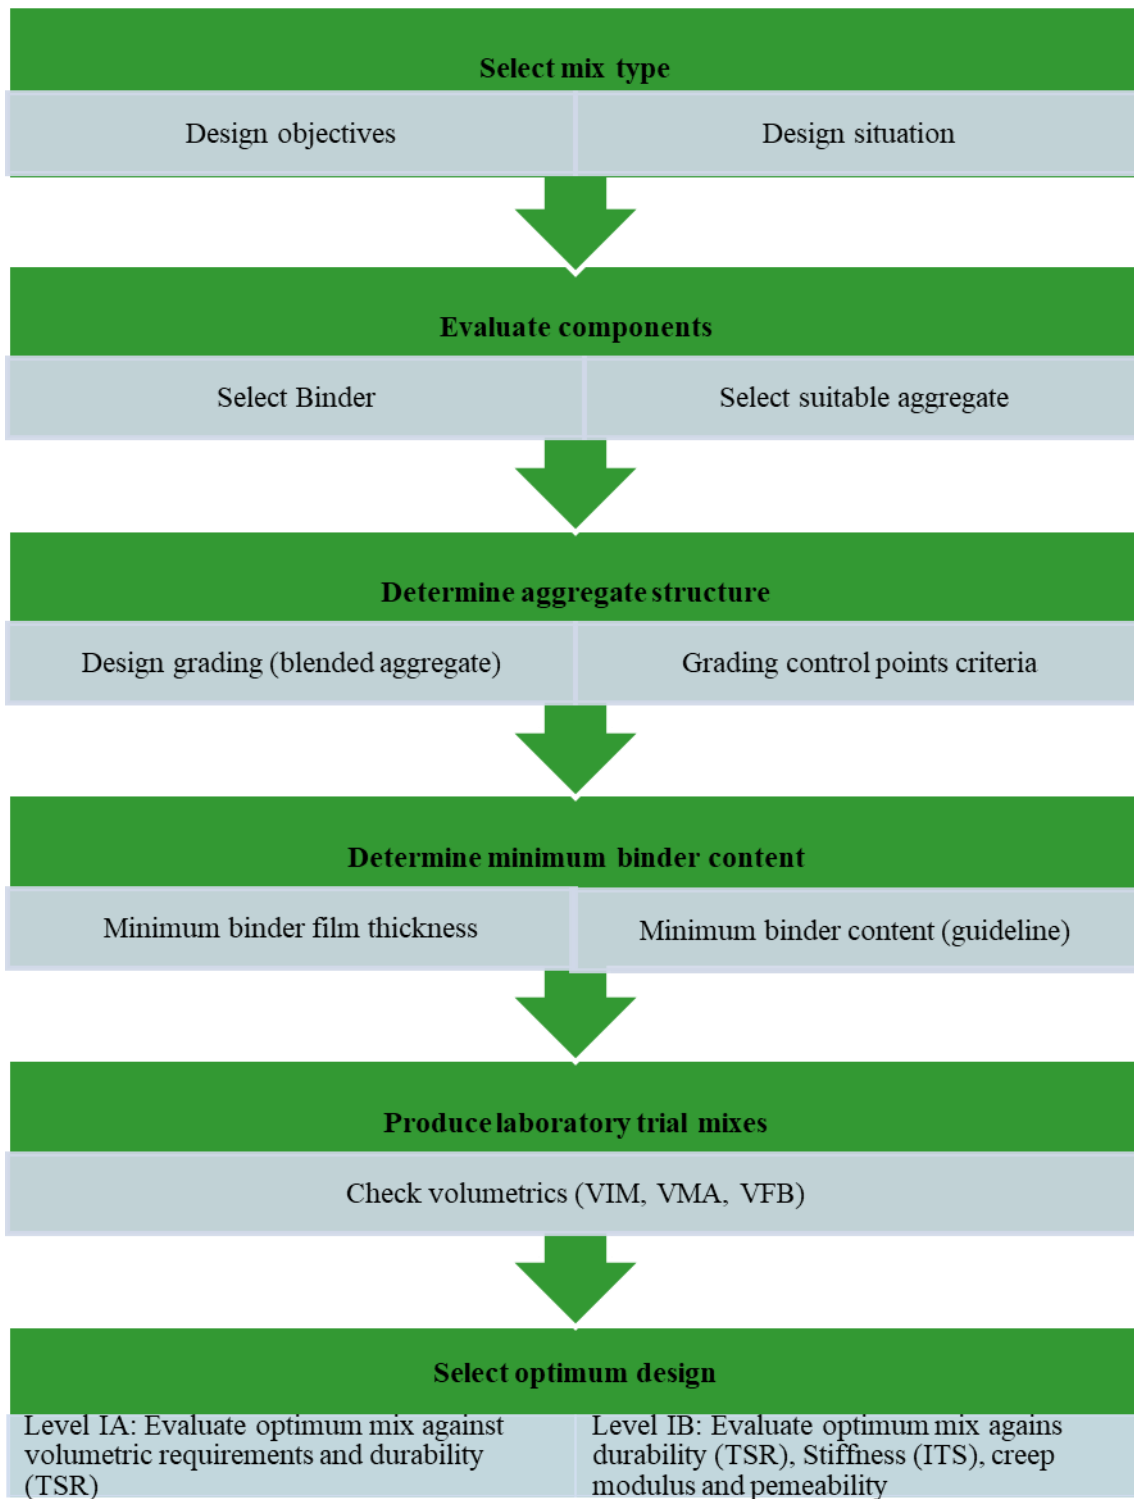 Select mix type
Design objectives
Design situation
Evaluate components
Select Binder
Select suitable aggregate
Determine aggregate structure
Design grading (blended aggregate)
Grading control points criteria
Determine minimum binder content
Minimum binder film thickness
Minimum binder content (guideline)
Produce laboratory trial mixes
Check volumetrics (VIM, VMA, VFB)
Select optimum design
Level IA: Evaluate optimum mix against
volumetric requirements and durability
(TSR)
Level IB: Evaluate optimum mix agains
durability (TSR), Stiffness (ITS), creep
modulus and pemeability